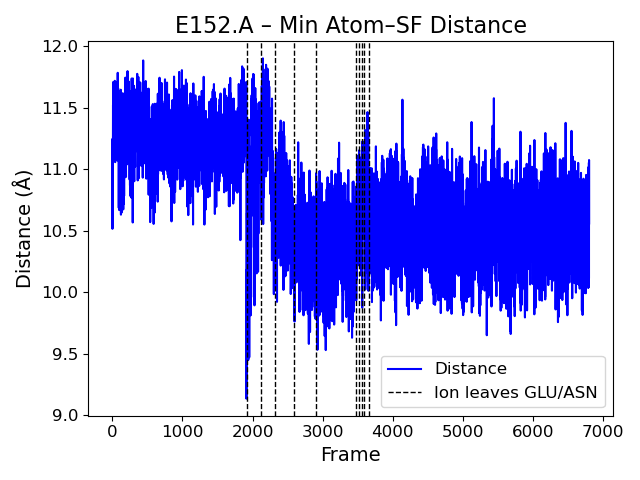 E152.A – Min Atom–SF Distance
12.0
11.5
11.0
10.5
10.0
9.5
9.0
Distance (Å)
Distance
Ion leaves GLU/ASN
0 1000 2000 3000 4000 5000 6000 7000
Frame